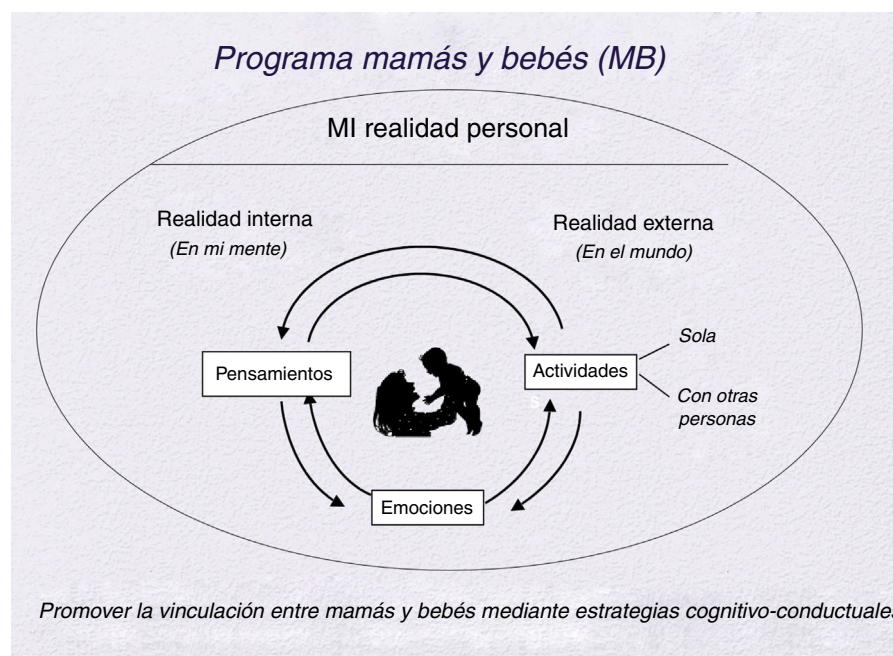 Programa mamás y bebés (MB)
MI realidad personal
Realidad interna
(En mi mente)
Realidad externa
(En el mundo)
Pensamientos
Actividades
s
Sola
Con otras
personas
Emociones
Promover la vinculación entre mamás y bebés mediante estrategias cognitivo-conductuales